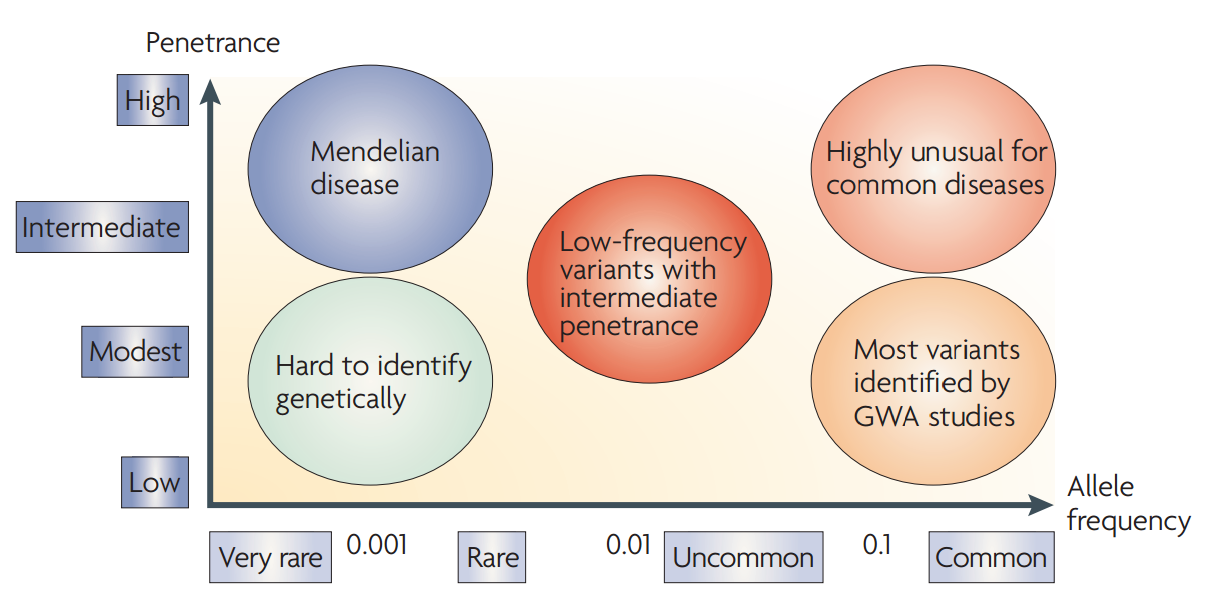 Penetrance
High
Intermediate
Modest
Low
Mendelian
disease
Highly unusual for
common diseases
Low-frequency
variants with
intermediate
penetrance
Hard to identify
genetically
Most variants
identified by
GWA studies
Allele
frequency
Very rare
0.001
Rare
0.01
Uncommon
0.1
Common